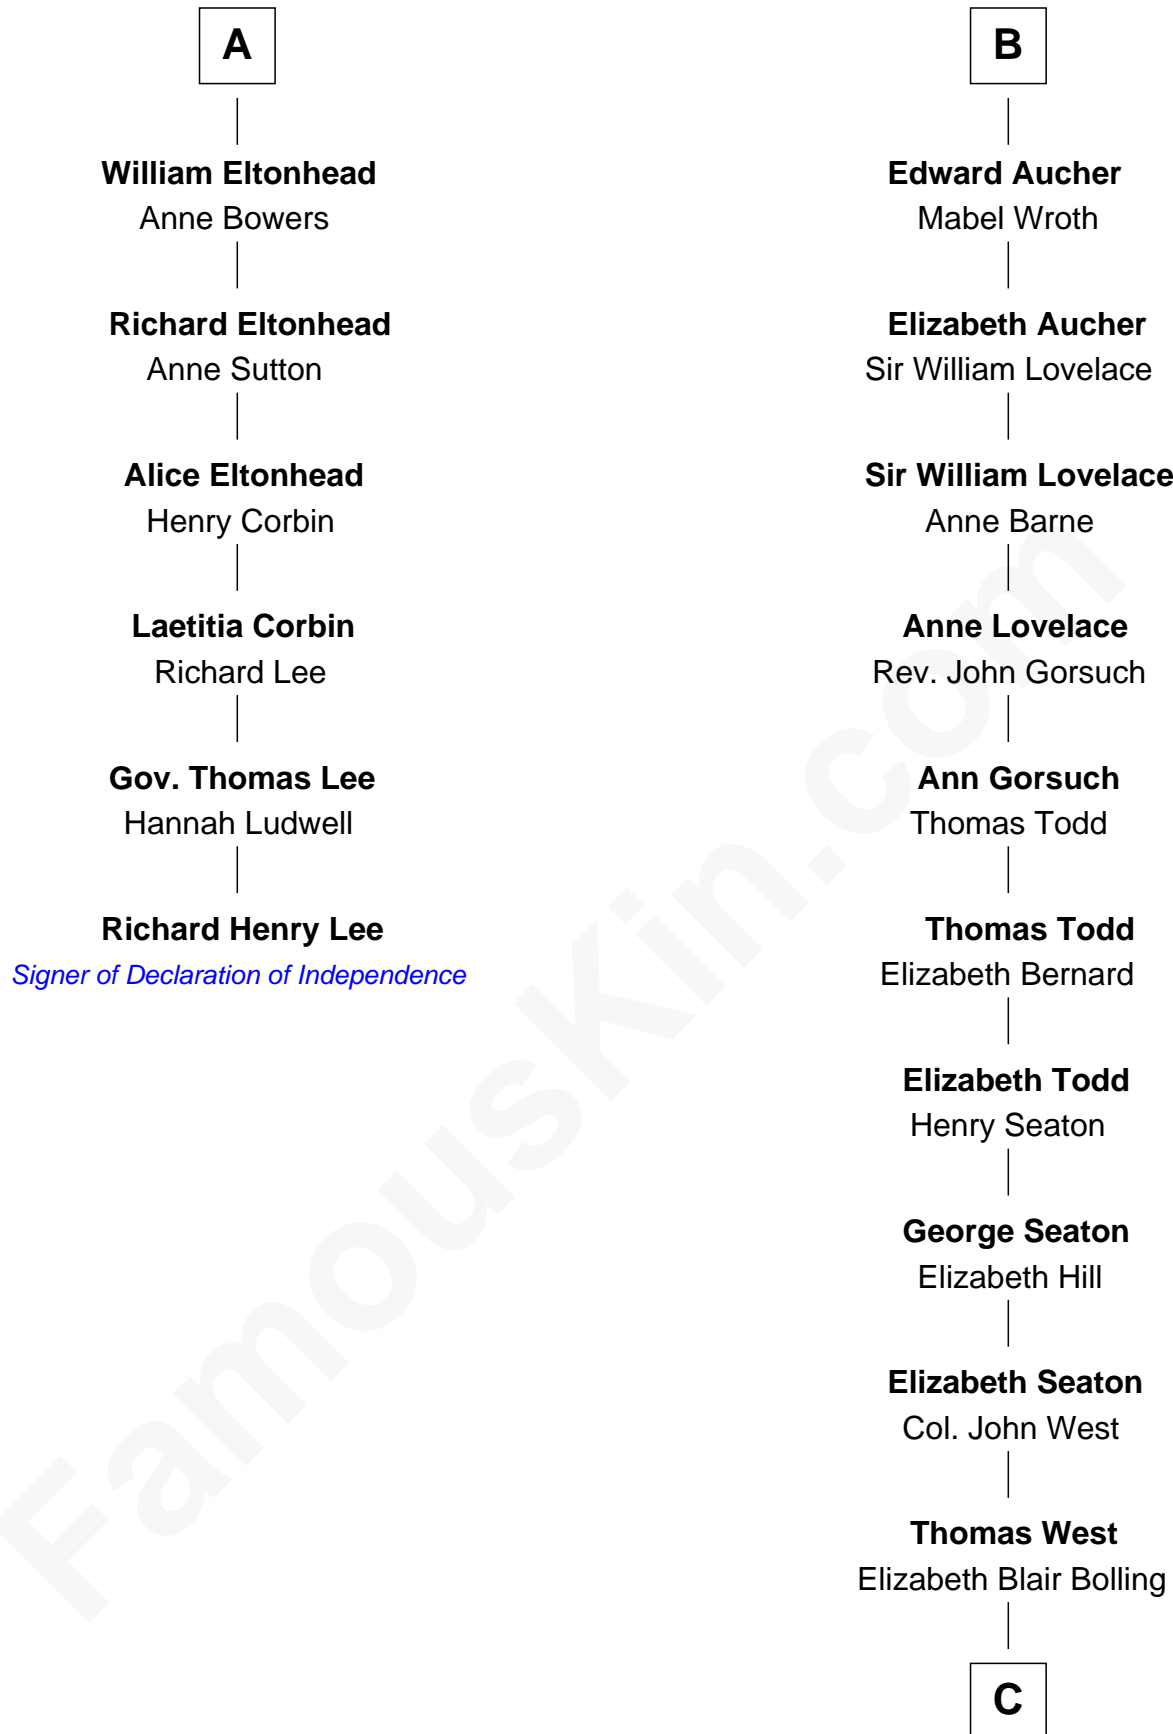 A
William Eltonhead
Anne Bowers
Richard Eltonhead
Anne Sutton
Alice Eltonhead
Henry Corbin
Laetitia Corbin
Richard Lee
Gov. Thomas Lee
Hannah Ludwell
Richard Henry Lee
Signer of Declaration of Independence
B
Edward Aucher
Mabel Wroth
Elizabeth Aucher
Sir William Lovelace
Sir William Lovelace
Anne Barne
Anne Lovelace
Rev. John Gorsuch
Ann Gorsuch
Thomas Todd
Thomas Todd
Elizabeth Bernard
Elizabeth Todd
Henry Seaton
George Seaton
Elizabeth Hill
Elizabeth Seaton
Col. John West
Thomas West
Elizabeth Blair Bolling
C
FamousKin.com